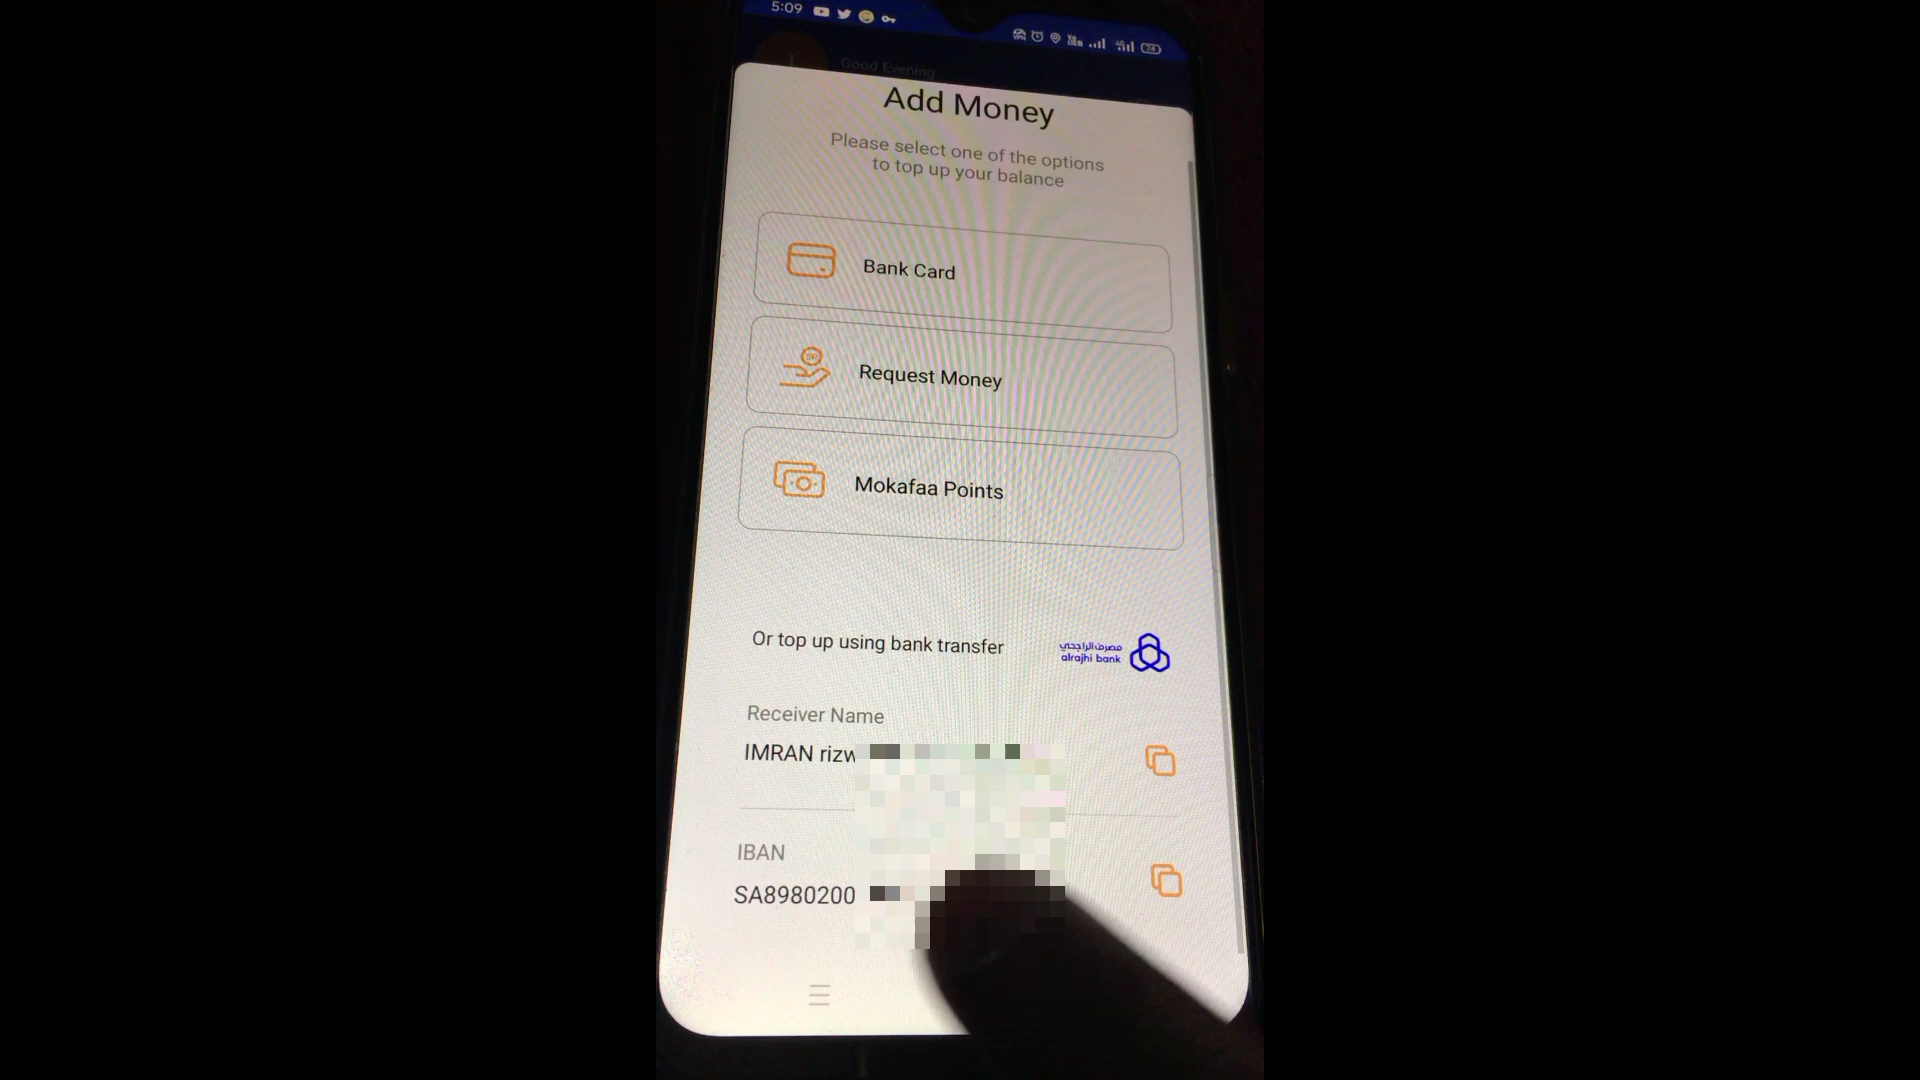 5:09
Good Evening
Add Money
Please select one of the options
to top up your balance
Bank Card
SR
Request Money
Mokafaa Points
Or top up using bank transfer
مصرف الراجحي
alrajhi bank
Receiver Name
IMRAN rizw
IBAN
SA8980200